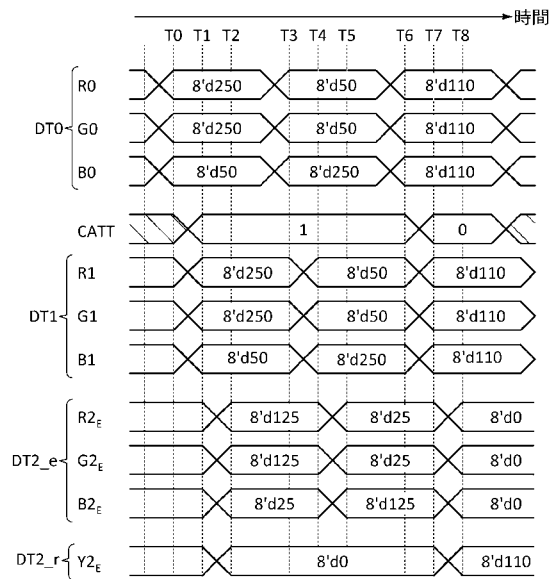 時間
T0 T1 T2 T3 T4 T5 T6 T7 T8
DT0
R0 8'd250 8'd50 8'd110
G0 8'd250 8'd50 8'd110
B0 8'd50 8'd250 8'd110
CATT 1 0
DT1
R1 8'd250 8'd50 8'd110
G1 8'd250 8'd50 8'd110
B1 8'd50 8'd250 8'd110
DT2_e
R2E 8'd125 8'd25 8'd0
G2E 8'd125 8'd25 8'd0
B2E 8'd25 8'd125 8'd0
DT2_r
Y2E 8'd0 8'd110